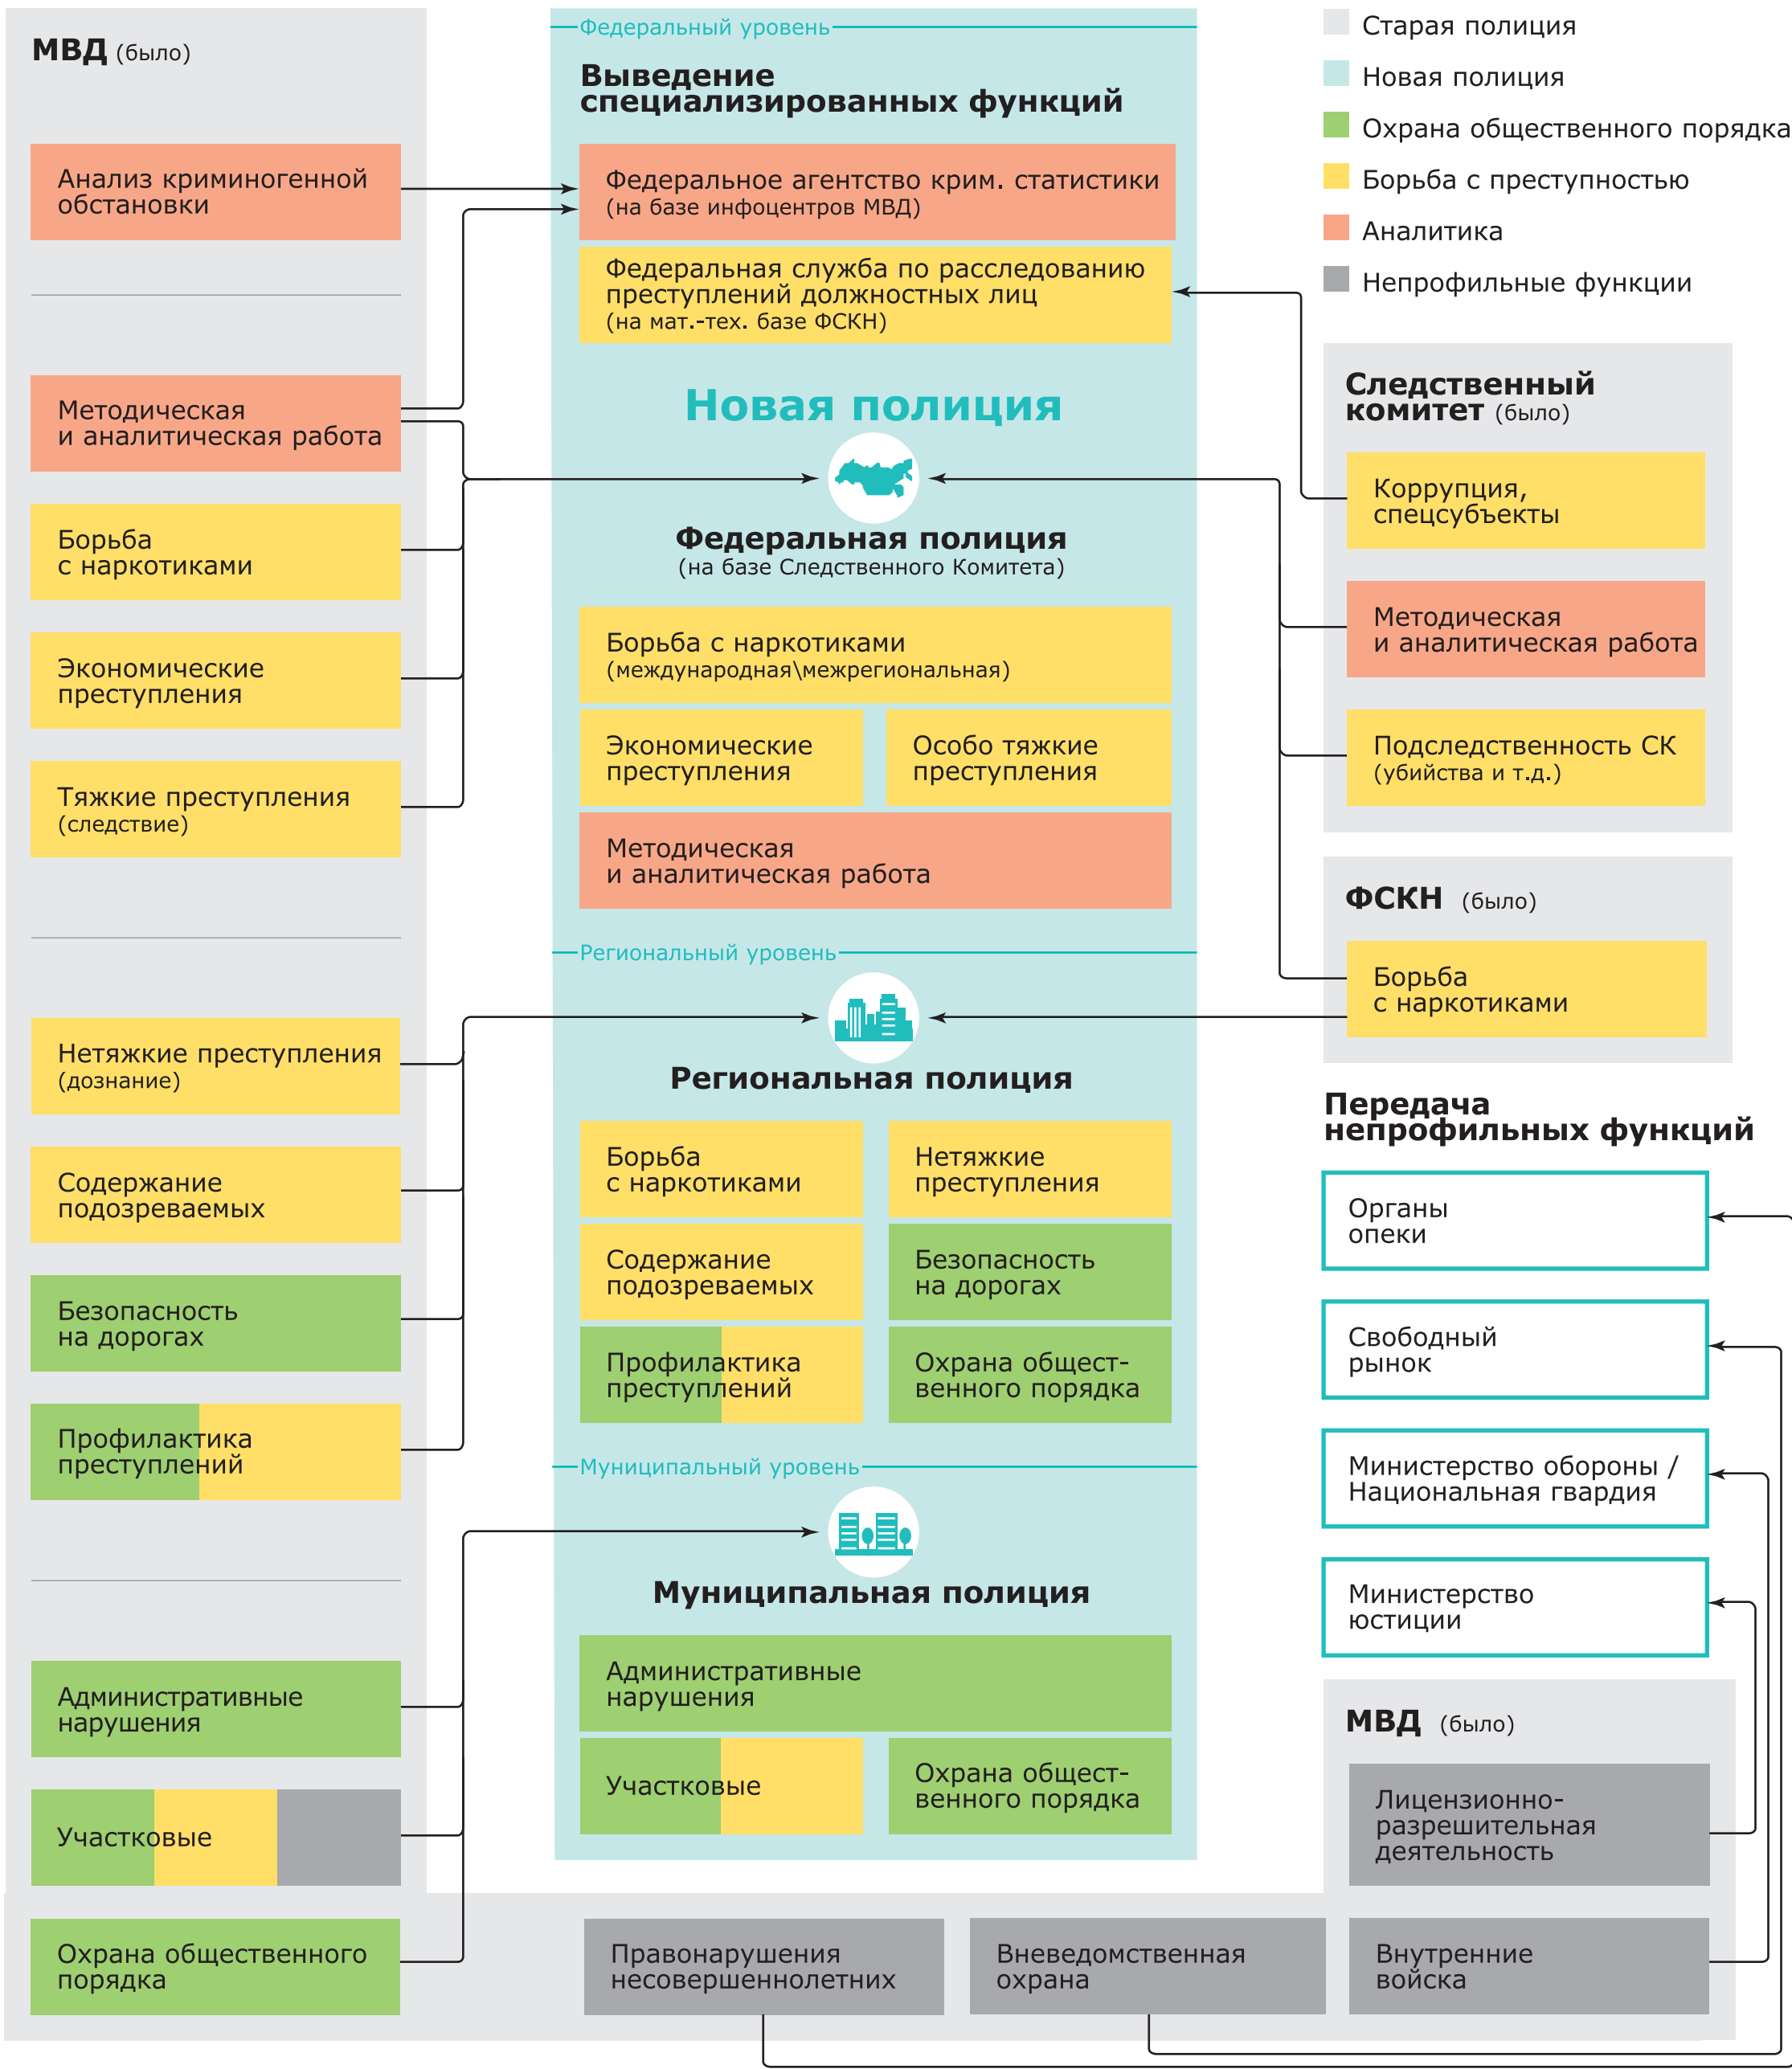 МВД (было)
Анализ криминогенной
обстановки
Методическая
и аналитическая работа
Борьба
с наркотиками
Экономические
преступления
Тяжкие преступления
(следствие)
Нетяжкие преступления
(дознание)
Содержание
подозреваемых
Безопасность
на дорогах
Профилактика
преступлений
Административные
нарушения
Участковые
Охрана общественного
порядка
Федеральный уровень
Выведение
специализированных функций
Федеральное агентство крим. статистики
(на базе инфоцентров МВД)
Федеральная служба по расследованию
преступлений должностных лиц
(на мат.-тех. базе ФСКН)
Новая полиция
Федеральная полиция
(на базе Следственного Комитета)
Борьба с наркотиками
(международная\межрегиональная)
Экономические
преступления
Особо тяжкие
преступления
Методическая
и аналитическая работа
Региональный уровень
Региональная полиция
Борьба
с наркотиками
Нетяжкие
преступления
Содержание
подозреваемых
Безопасность
на дорогах
Профилактика
преступлений
Охрана общест-
венного порядка
Муниципальный уровень
Муниципальная полиция
Административные
нарушения
Участковые
Охрана общест-
венного порядка
Старая полиция
Новая полиция
Охрана общественного порядка
Борьба с преступностью
Аналитика
Непрофильные функции
Следственный
комитет (было)
Коррупция,
спецсубъекты
Методическая
и аналитическая работа
Подследственность СК
(убийства и т.д.)
ФСКН (было)
Борьба
с наркотиками
Передача
непрофильных функций
Органы
опеки
Свободный
рынок
Министерство обороны /
Национальная гвардия
Министерство
юстиции
МВД (было)
Лицензионно-
разрешительная
деятельность
Правонарушения
несовершеннолетних
Вневедомственная
охрана
Внутренние
войска